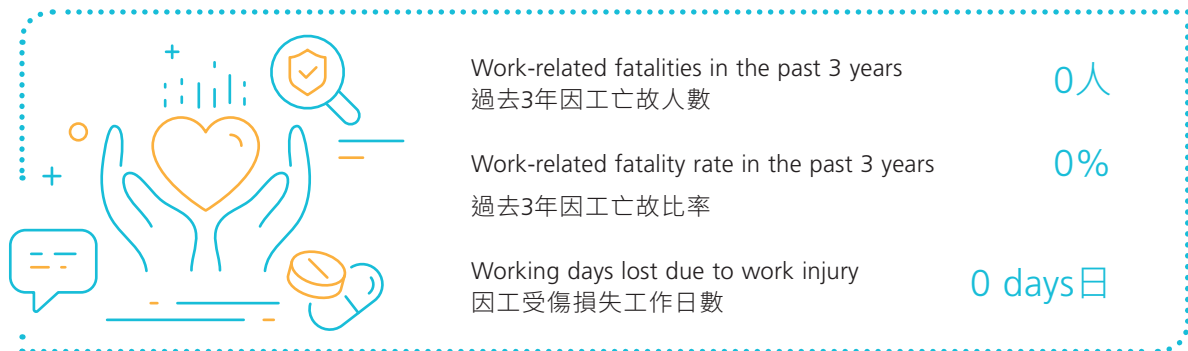 Work-related fatalities in the past 3 years
過去3年因工亡故人數
0人
Work-related fatality rate in the past 3 years
過去3年因工亡故比率
0%
Working days lost due to work injury
因工受傷損失工作日數
0 days日